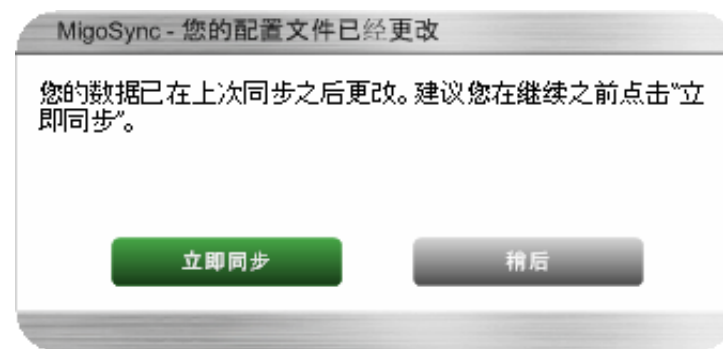 MigoSync - 您的配置文件已经更改
您的数据已在上次同步之后更改。建议您在继续之前点击“立
即同步”。
立即同步
稍后